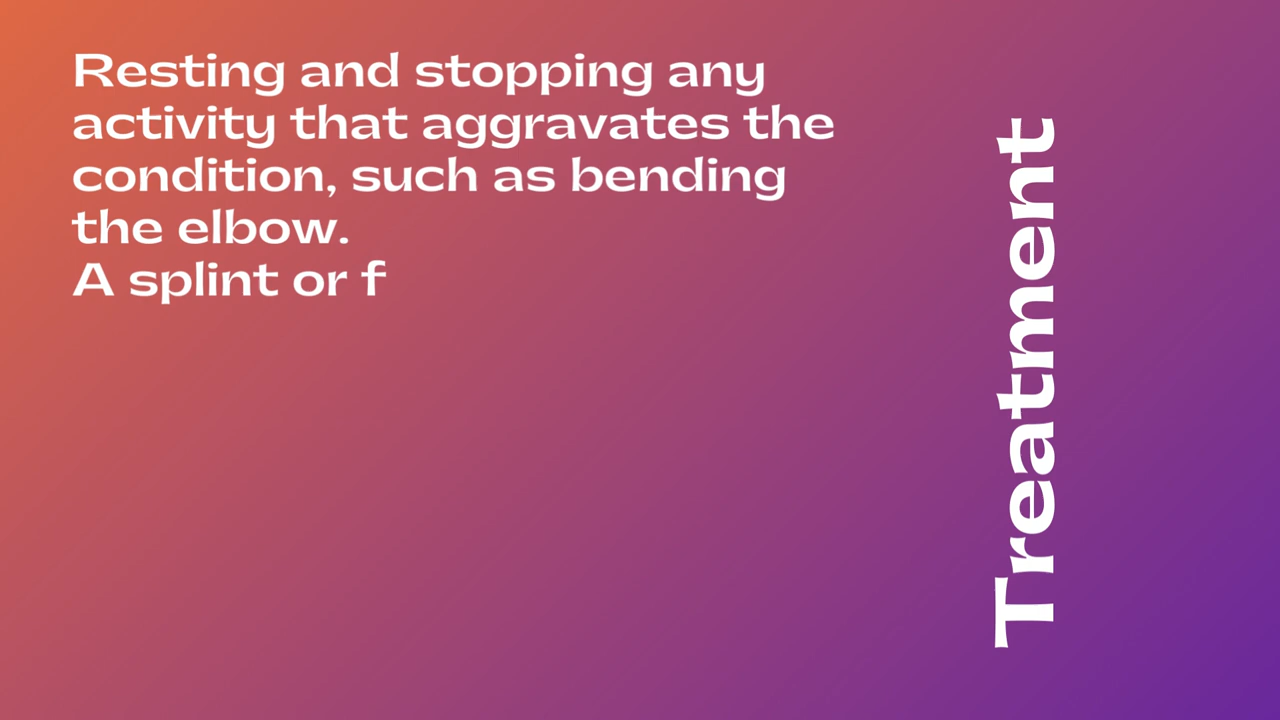 Resting and stopping any
activity that aggravates the
condition, such as bending
the elbow.
A splint or f
Treatment